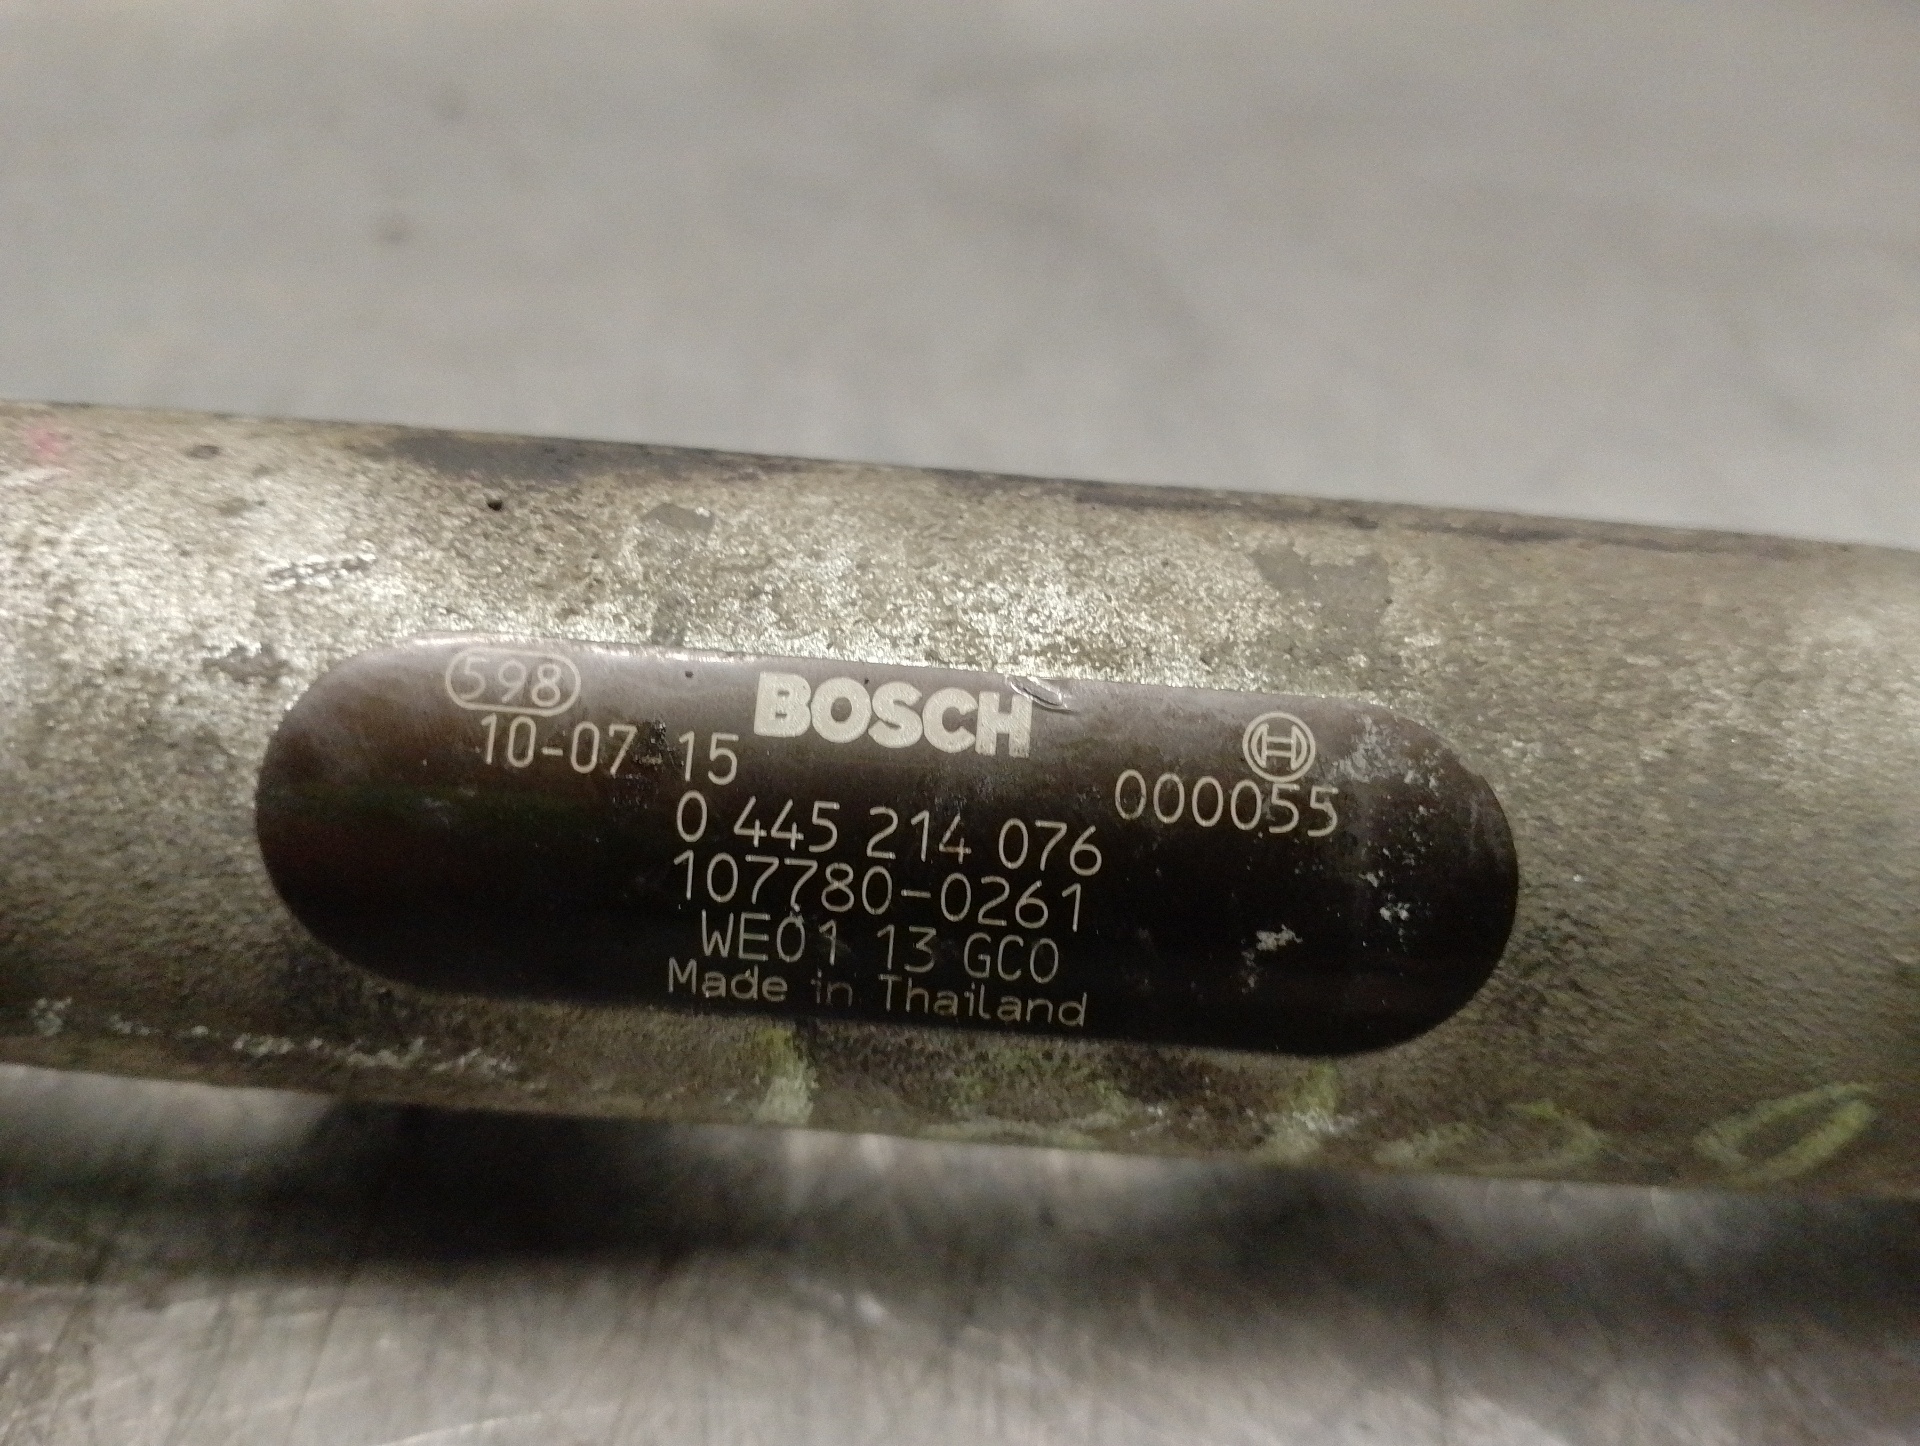 598
BOSCH
10-07-15
000055
0 445 214 076
107780-0261
WE01 13 GC0
Made in Thailand